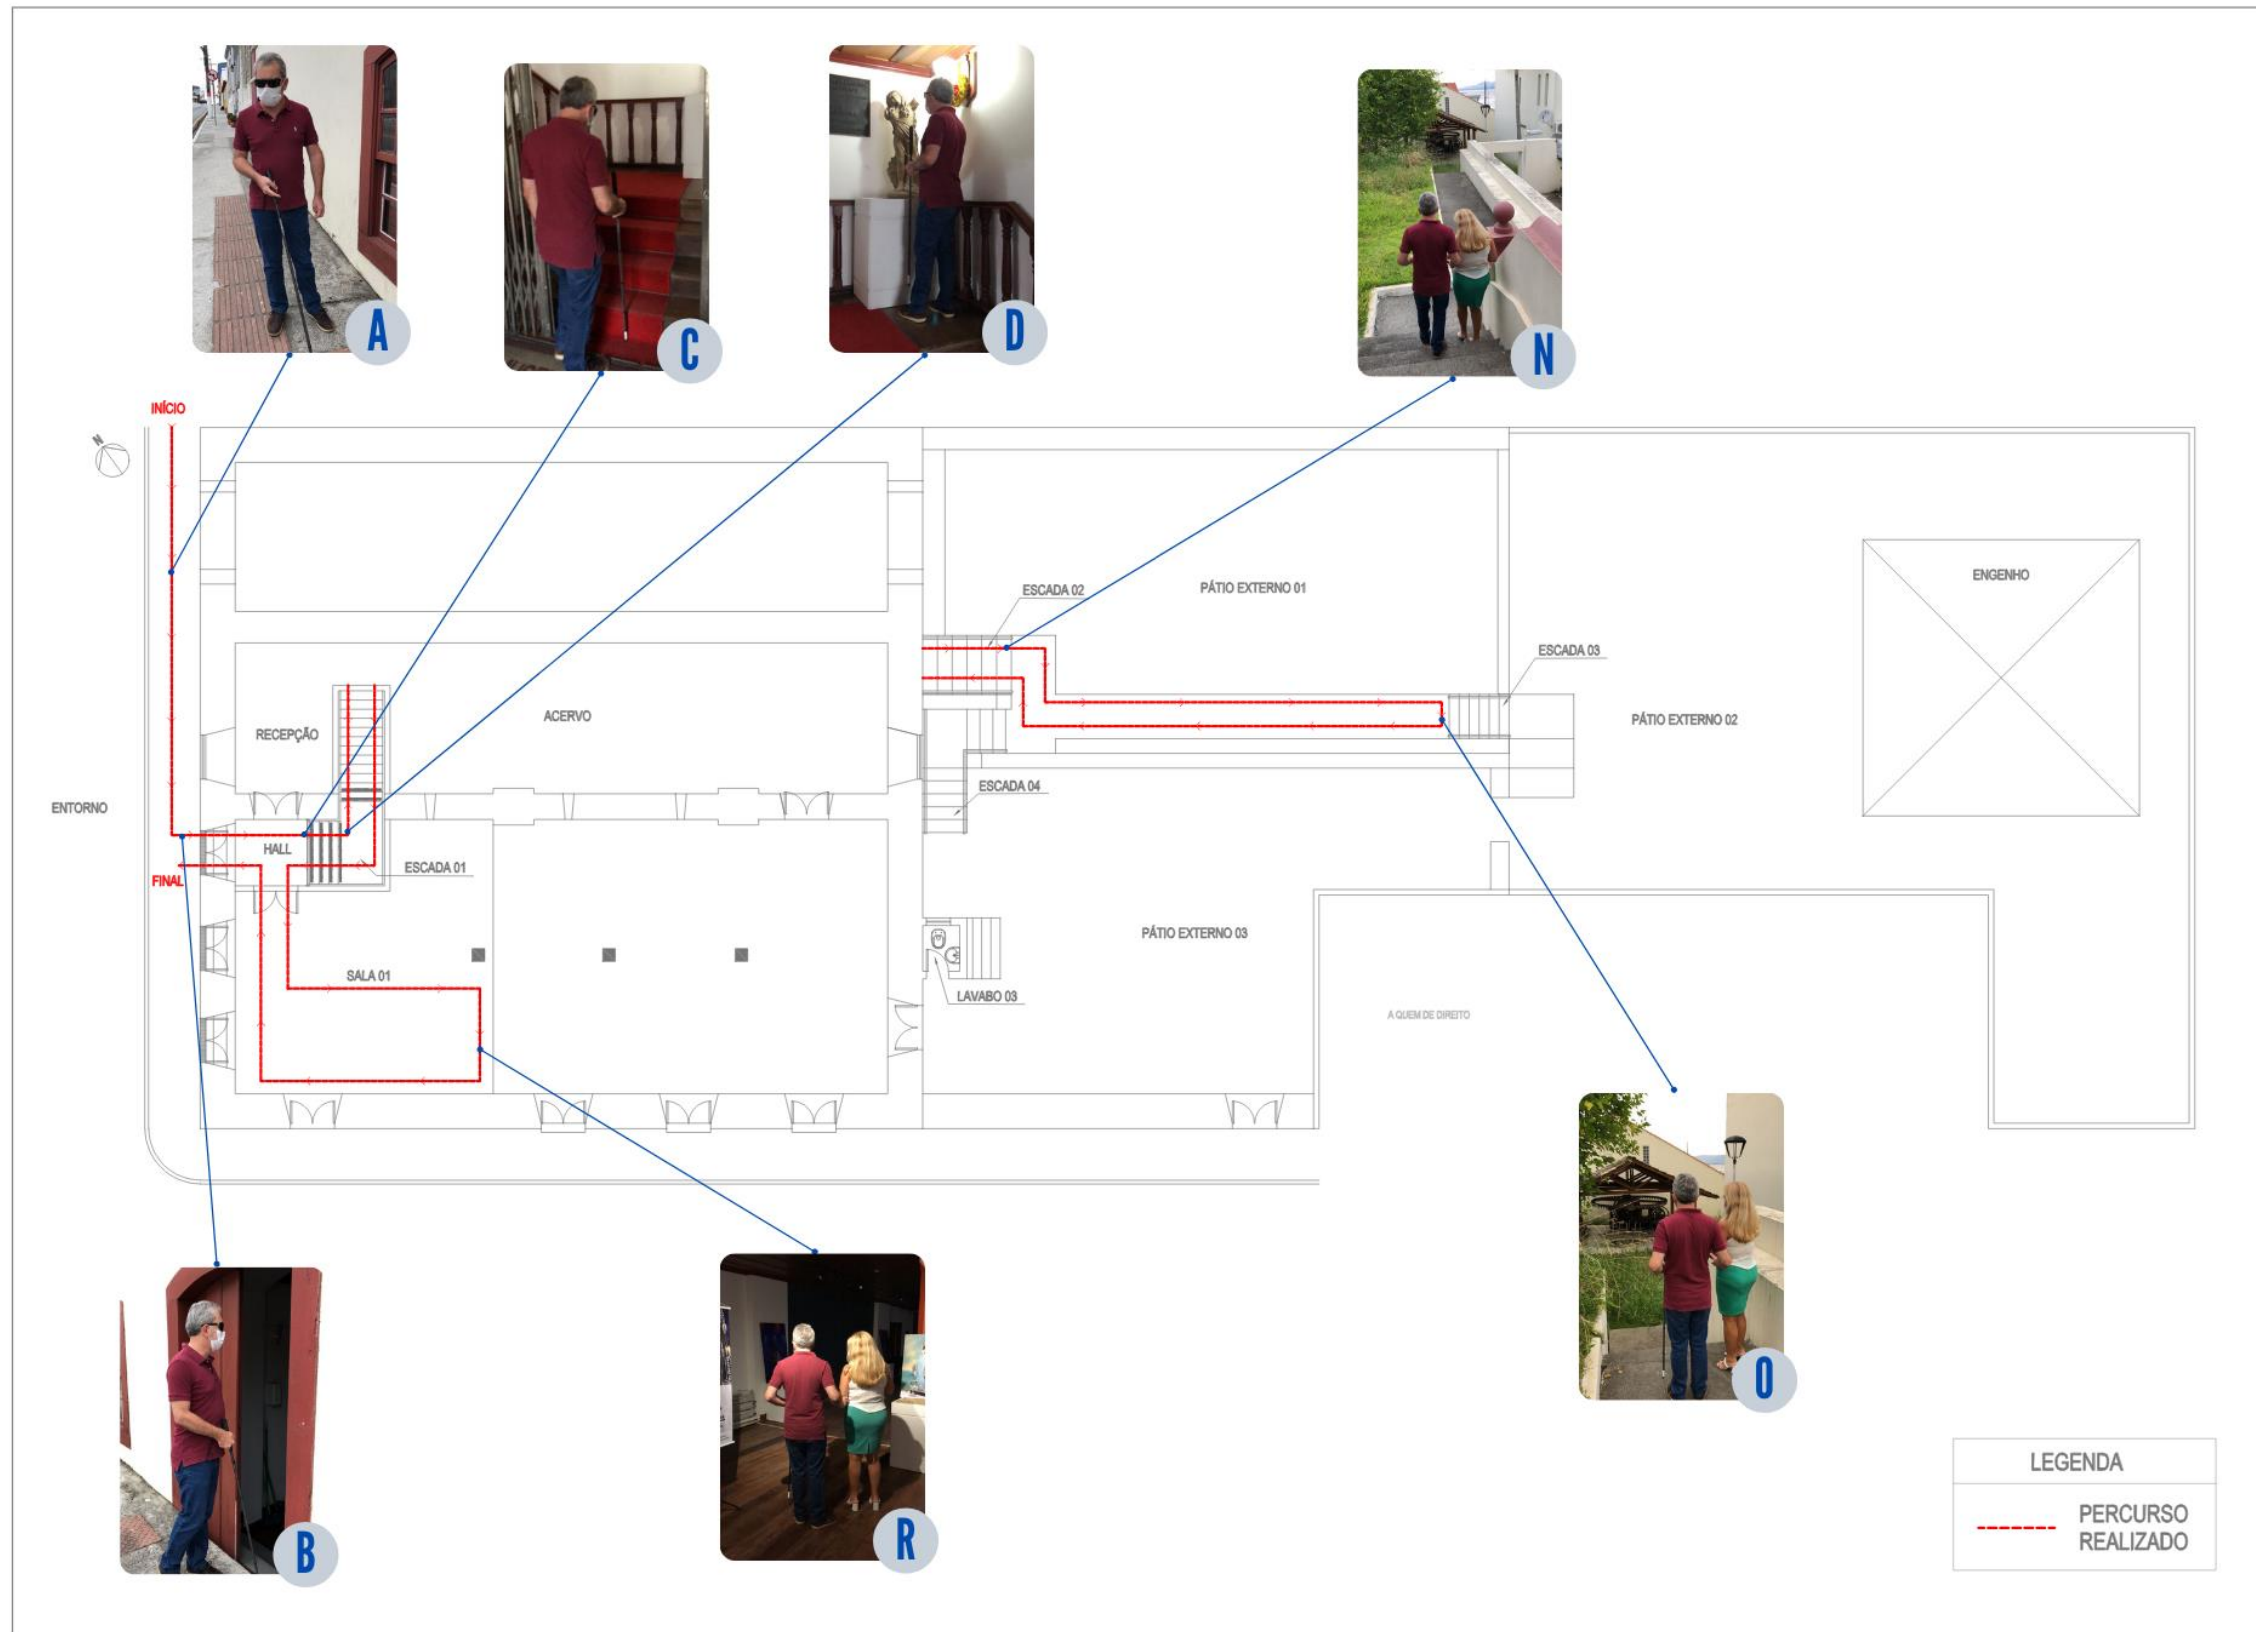 A
C
D
N
INÍCIO
N
ESCADA 02
PÁTIO EXTERNO 01
ENGENHO
ESCADA 03
RECEPÇÃO
ACERVO
PÁTIO EXTERNO 02
ENTORNO
ESCADA 04
HALL
ESCADA 01
FINAL
PÁTIO EXTERNO 03
SALA 01
LAVABO 03
A QUEM DE DIREITO
O
B
R
LEGENDA
PERCURSO
REALIZADO